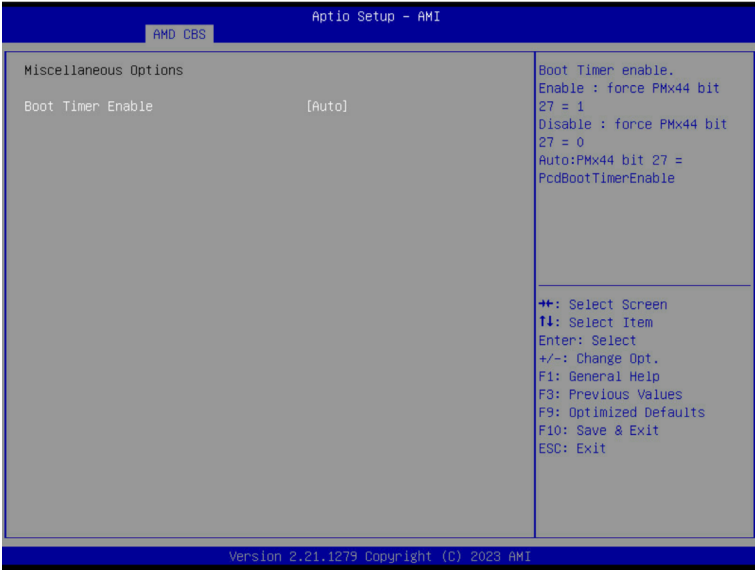 Aptio Setup – AMI
AMD CBS
Miscellaneous Options
Boot Timer Enable [Auto]
Boot Timer enable.
Enable : force PMx44 bit
27 = 1
Disable : force PMx44 bit
27 = 0
Auto:PMx44 bit 27 =
PcdBootTimerEnable
→←: Select Screen
↑↓: Select Item
Enter: Select
+/-: Change Opt.
F1: General Help
F3: Previous Values
F9: Optimized Defaults
F10: Save & Exit
ESC: Exit
Version 2.21.1279 Copyright (C) 2023 AMI